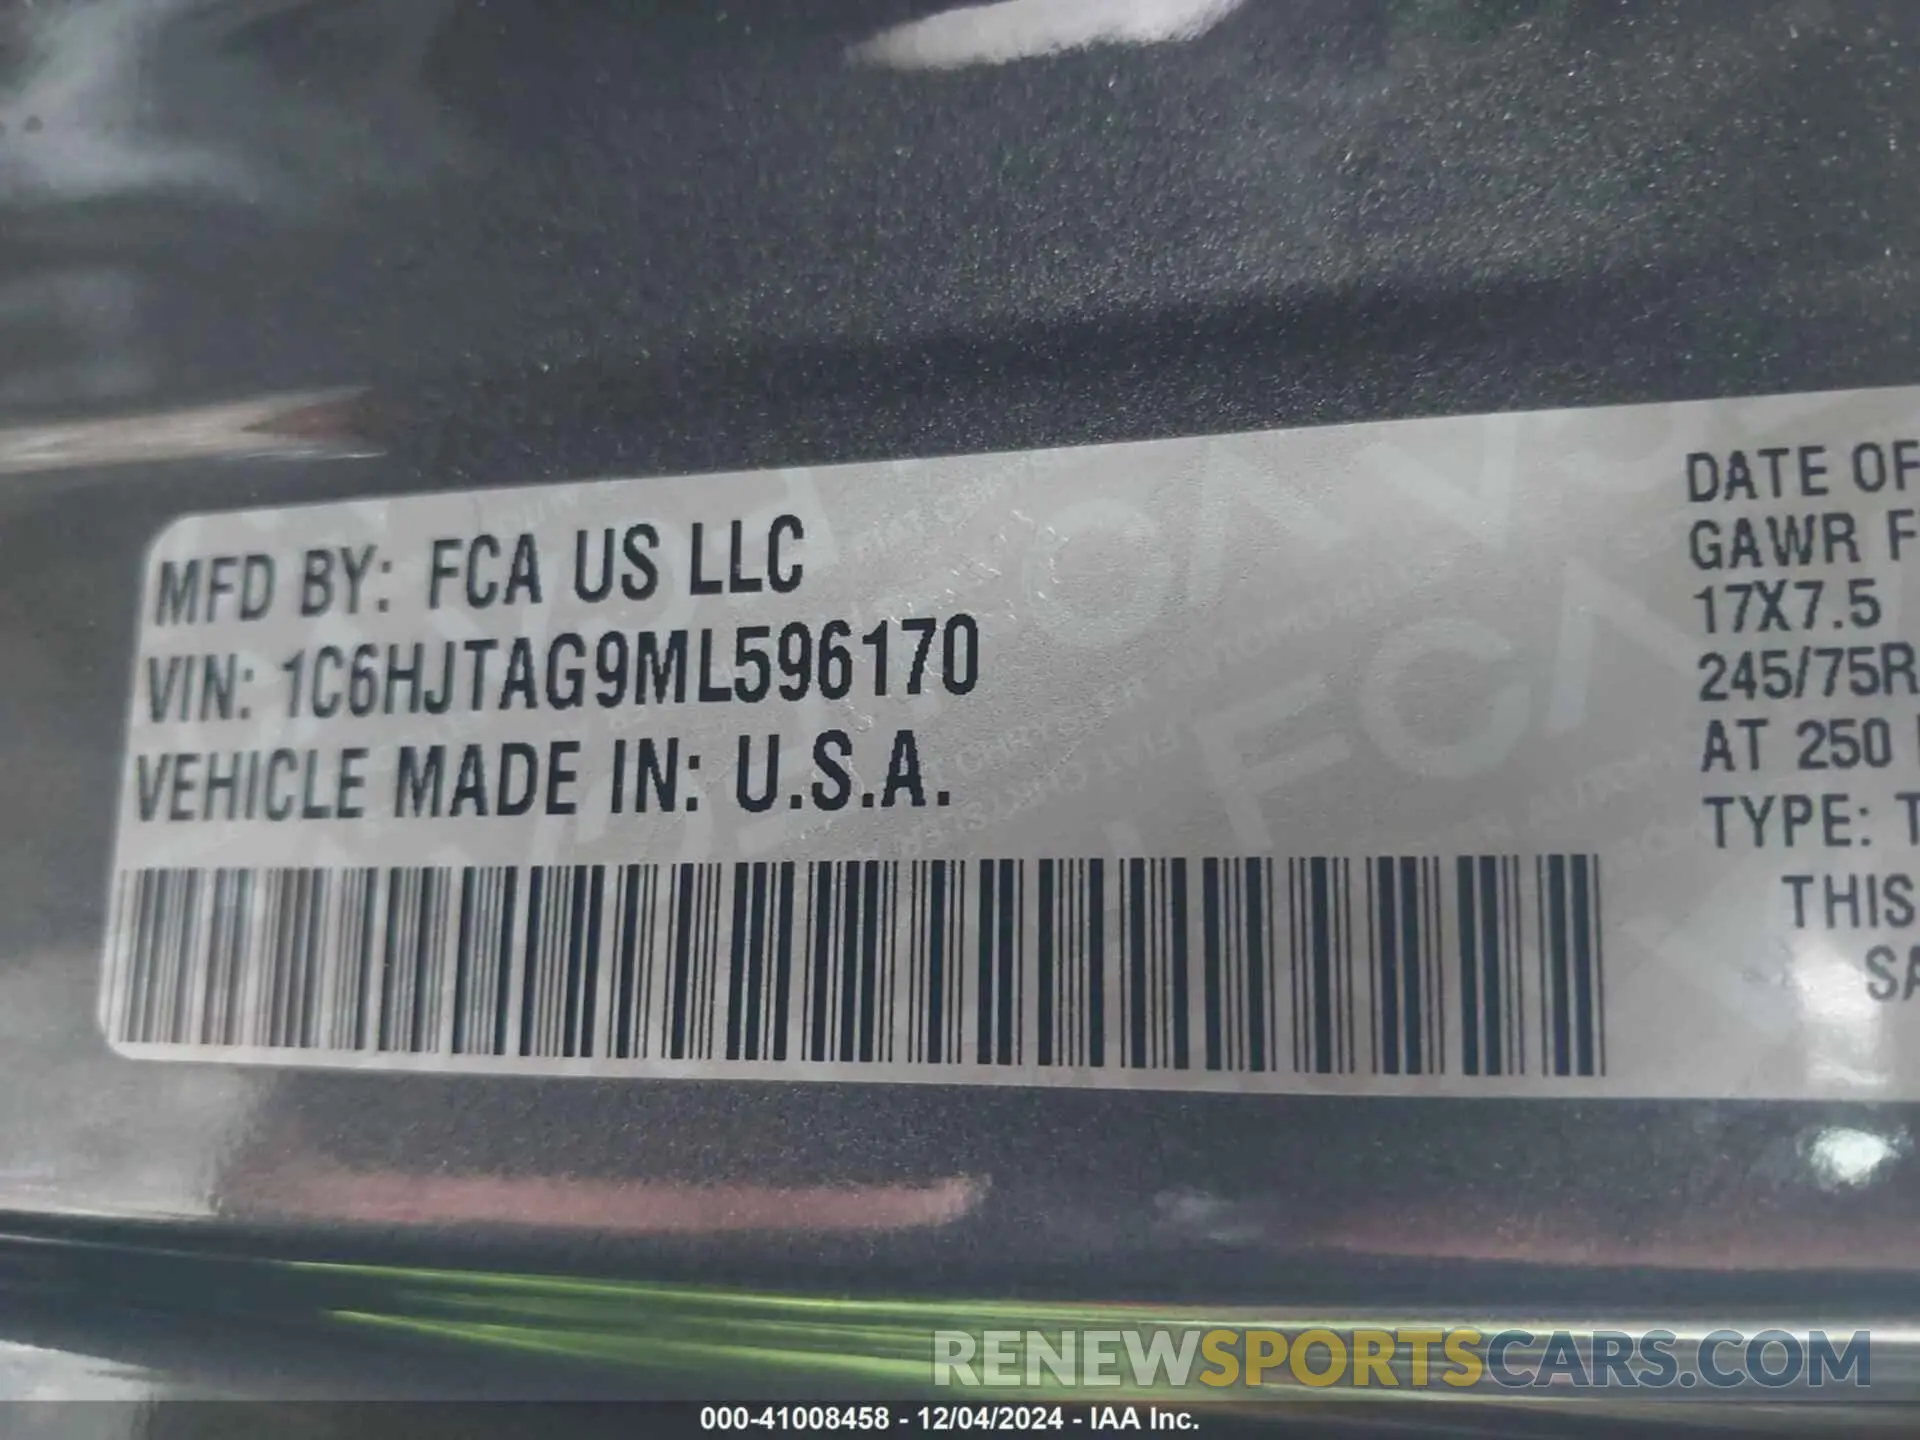 MFD BY: FCA US LLC
VIN: 1C6HJTAG9ML596170
VEHICLE MADE IN: U.S.A.
DATE OF
GAWR F
17X7.5
245/75R
AT 250
TYPE: T
THIS
SA
RENEWSPORTSCARS.COM
000-41008458 - 12/04/2024 - IAA Inc.